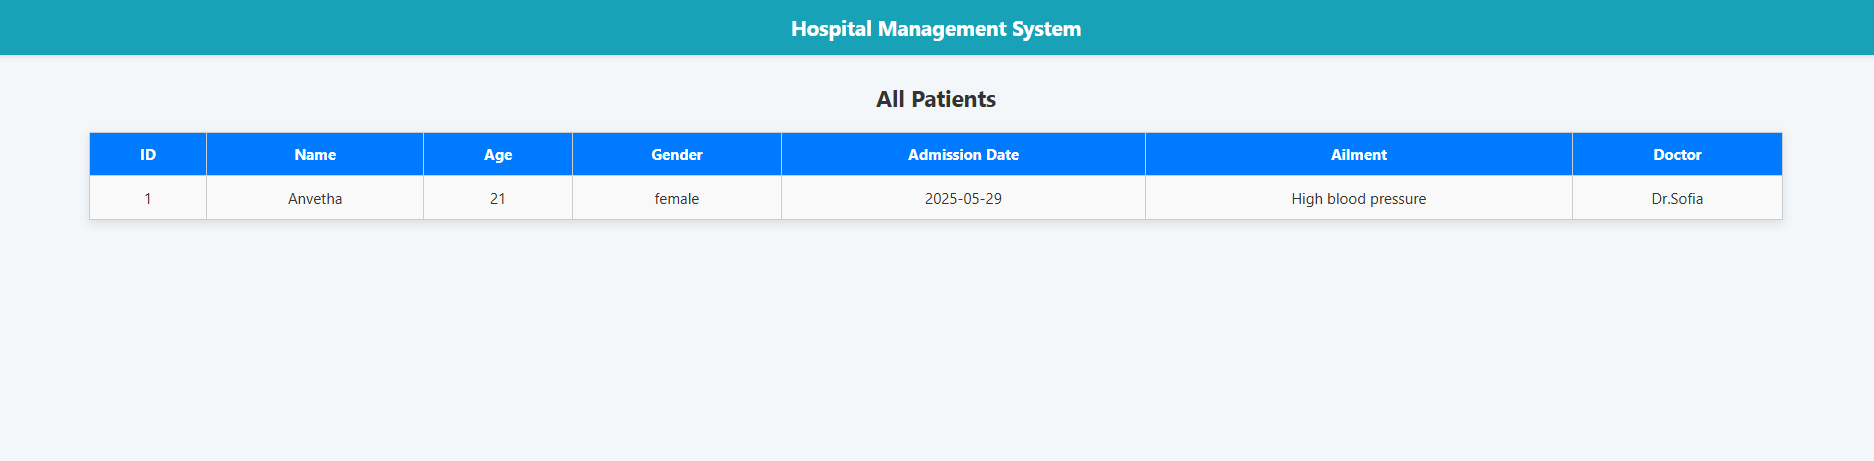 Hospital Management System
All Patients
ID Name Age Gender Admission Date Ailment Doctor
1 Anvetha 21 female 2025-05-29 High blood pressure Dr.Sofia